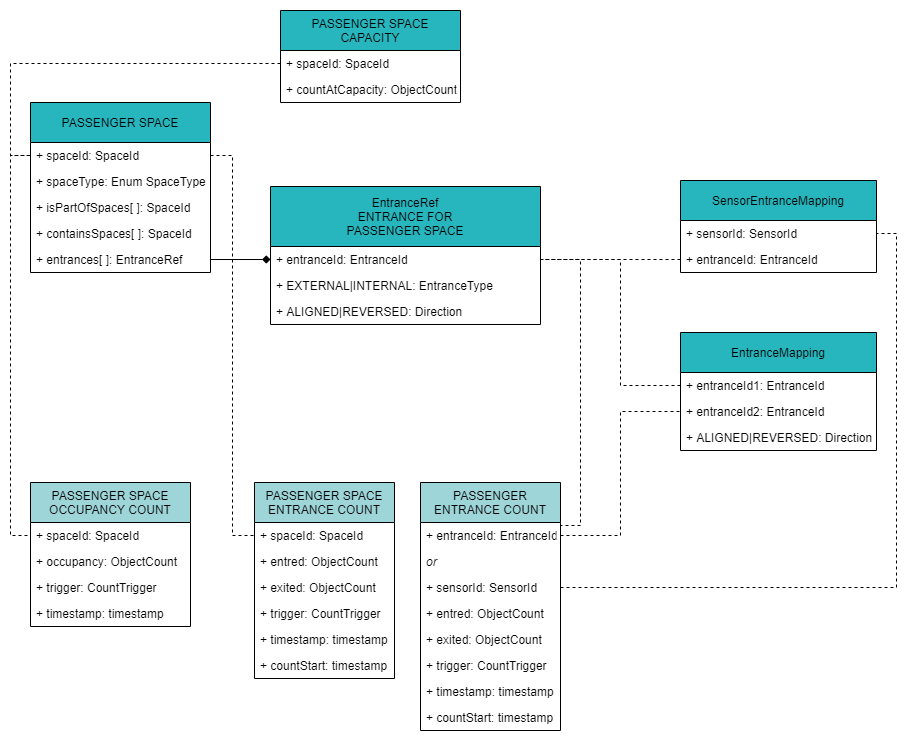 PASSENGER SPACE
CAPACITY
+ spaceId: SpaceId
+ countAtCapacity: ObjectCount
PASSENGER SPACE
+ spaceId: SpaceId
+ spaceType: Enum SpaceType
+ isPartOfSpaces[ ]: SpaceId
+ containsSpaces[ ]: SpaceId
+ entrances[ ]: EntranceRef
EntranceRef
ENTRANCE FOR
PASSENGER SPACE
+ entranceId: EntranceId
+ EXTERNAL|INTERNAL: EntranceType
+ ALIGNED|REVERSED: Direction
SensorEntranceMapping
+ sensorId: SensorId
+ entranceId: EntranceId
EntranceMapping
+ entranceId1: EntranceId
+ entranceId2: EntranceId
+ ALIGNED|REVERSED: Direction
PASSENGER SPACE
OCCUPANCY COUNT
+ spaceId: SpaceId
+ occupancy: ObjectCount
+ trigger: CountTrigger
+ timestamp: timestamp
PASSENGER SPACE
ENTRANCE COUNT
+ spaceId: SpaceId
+ entred: ObjectCount
+ exited: ObjectCount
+ trigger: CountTrigger
+ timestamp: timestamp
+ countStart: timestamp
PASSENGER
ENTRANCE COUNT
+ entranceId: EntranceId
or
+ sensorId: SensorId
+ entred: ObjectCount
+ exited: ObjectCount
+ trigger: CountTrigger
+ timestamp: timestamp
+ countStart: timestamp